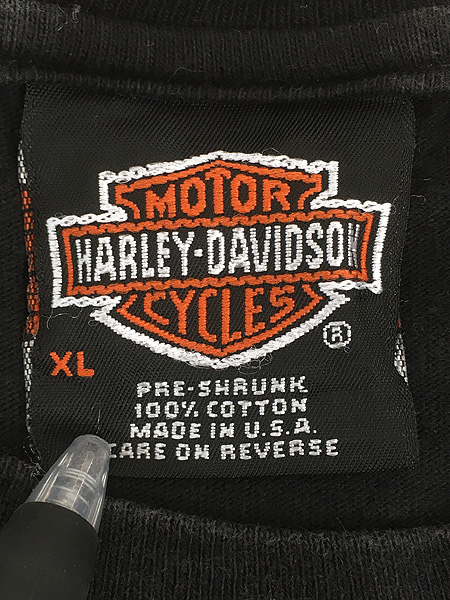 MOTOR
HARLEY-DAVIDSON
CYCLES
®
XL
PRE-SHRUNK
100% COTTON
MADE IN U.S.A.
CARE ON REVERSE